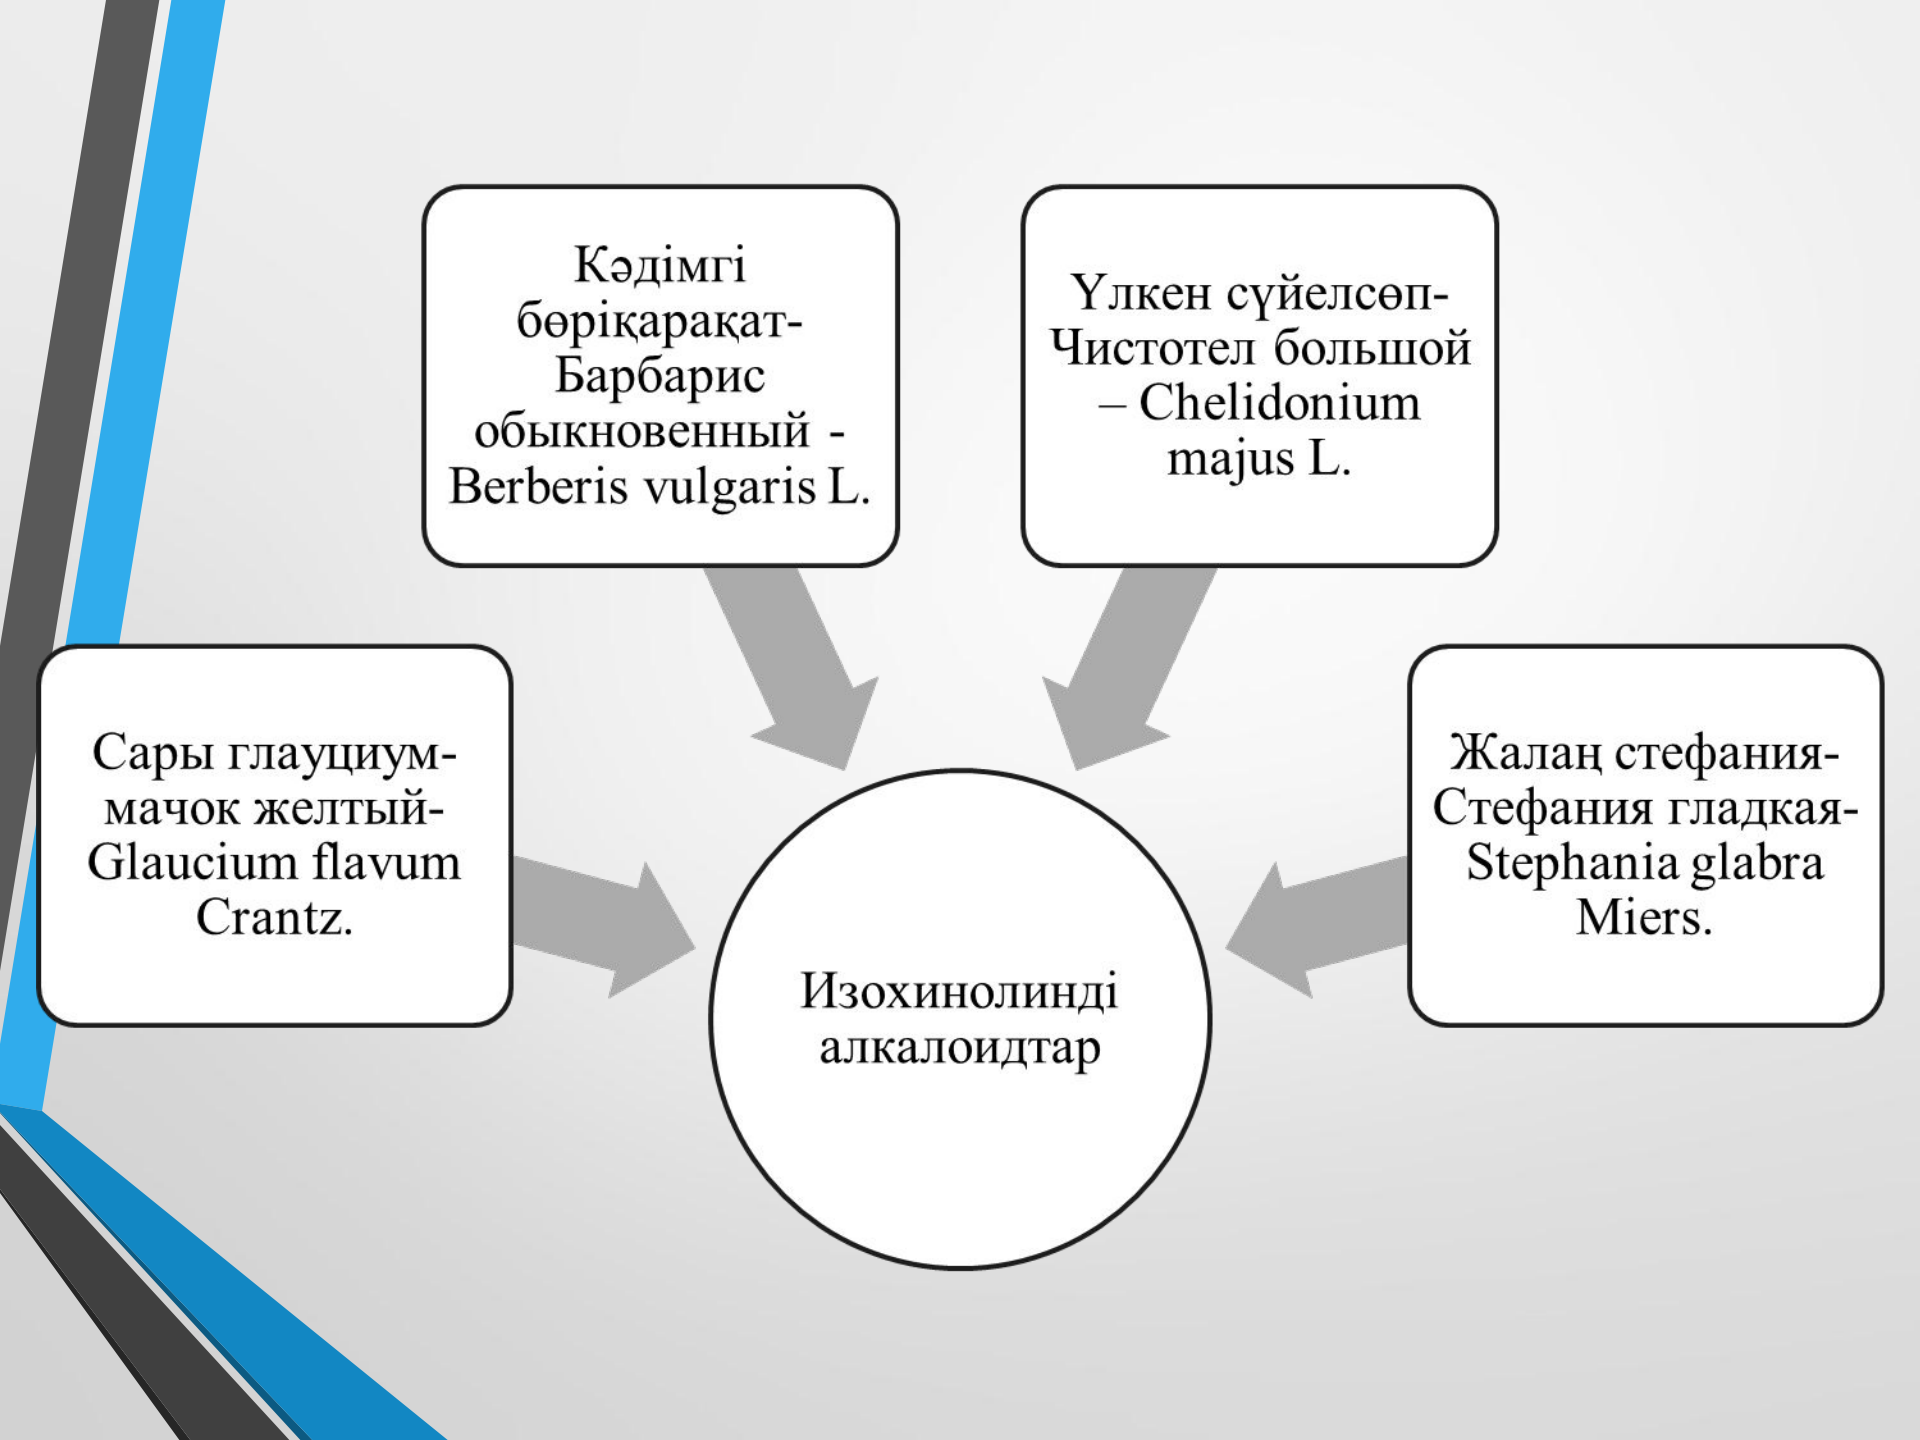 Кәдімгі
бөріқарақат-
Барбарис
обыкновенный -
Berberis vulgaris L.
Үлкен сүйелсөп-
Чистотел большой
– Chelidonium
majus L.
Сары глауциум-
мачок желтый-
Glaucium flavum
Crantz.
Жалаң стефания-
Стефания гладкая-
Stephania glabra
Miers.
Изохинолинді
алкалоидтар